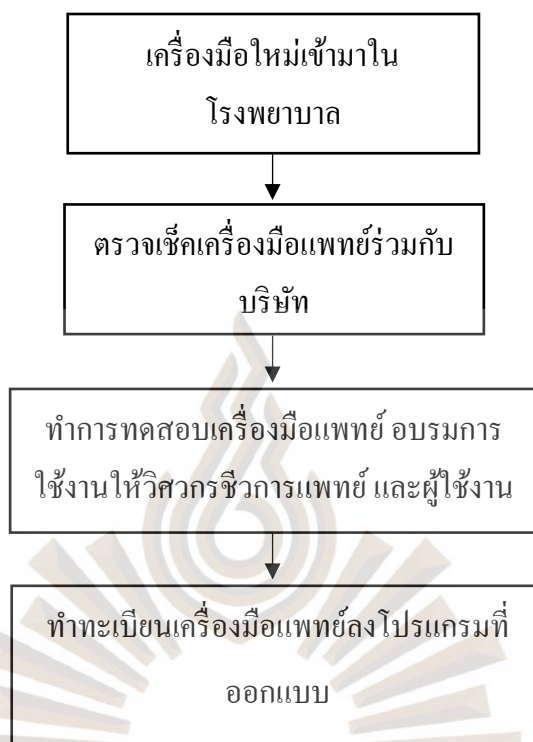 เครื่องมือใหม่เข้ามาใน
โรงพยาบาล
ตรวจเช็คเครื่องมือแพทย์ร่วมกับ
บริษัท
ทำการทดสอบเครื่องมือแพทย์ อบรมการ
ใช้งานให้วิศวกรชีวการแพทย์ และผู้ใช้งาน
ทำทะเบียนเครื่องมือแพทย์ลงโปรแกรมที่
ออกแบบ